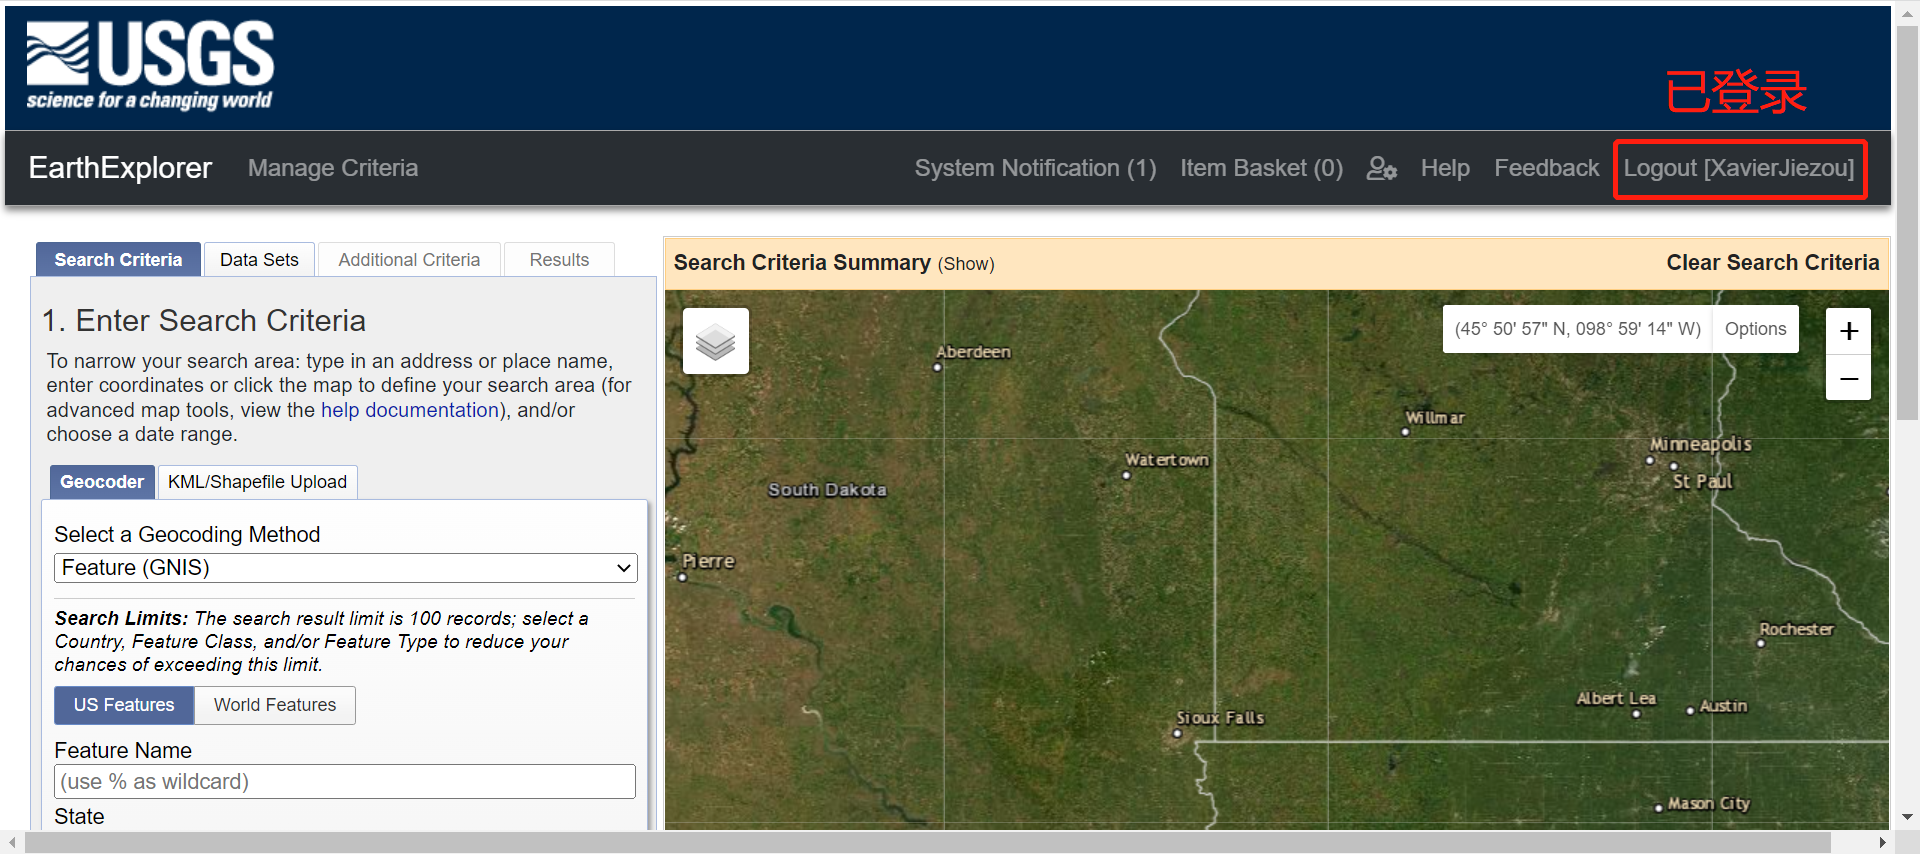 USGS
science for a changing world
已登录
EarthExplorer
Manage Criteria
System Notification (1)
Item Basket (0)
Help
Feedback
Logout [XavierJiezou]
Search Criteria
Data Sets
Additional Criteria
Results
1. Enter Search Criteria
To narrow your search area: type in an address or place name,
enter coordinates or click the map to define your search area (for
advanced map tools, view the help documentation), and/or
choose a date range.
Geocoder
KML/Shapefile Upload
Select a Geocoding Method
Feature (GNIS)
Search Limits: The search result limit is 100 records; select a
Country, Feature Class, and/or Feature Type to reduce your
chances of exceeding this limit.
US Features
World Features
Feature Name
(use % as wildcard)
State
Search Criteria Summary (Show)
Clear Search Criteria
(45° 50' 57" N, 098° 59' 14" W)
Options
+
−
Aberdeen
Willmar
Minneapolis
Watertown
St Paul
South Dakota
Pierre
Rochester
Albert Lea
Austin
Sioux Falls
Mason City